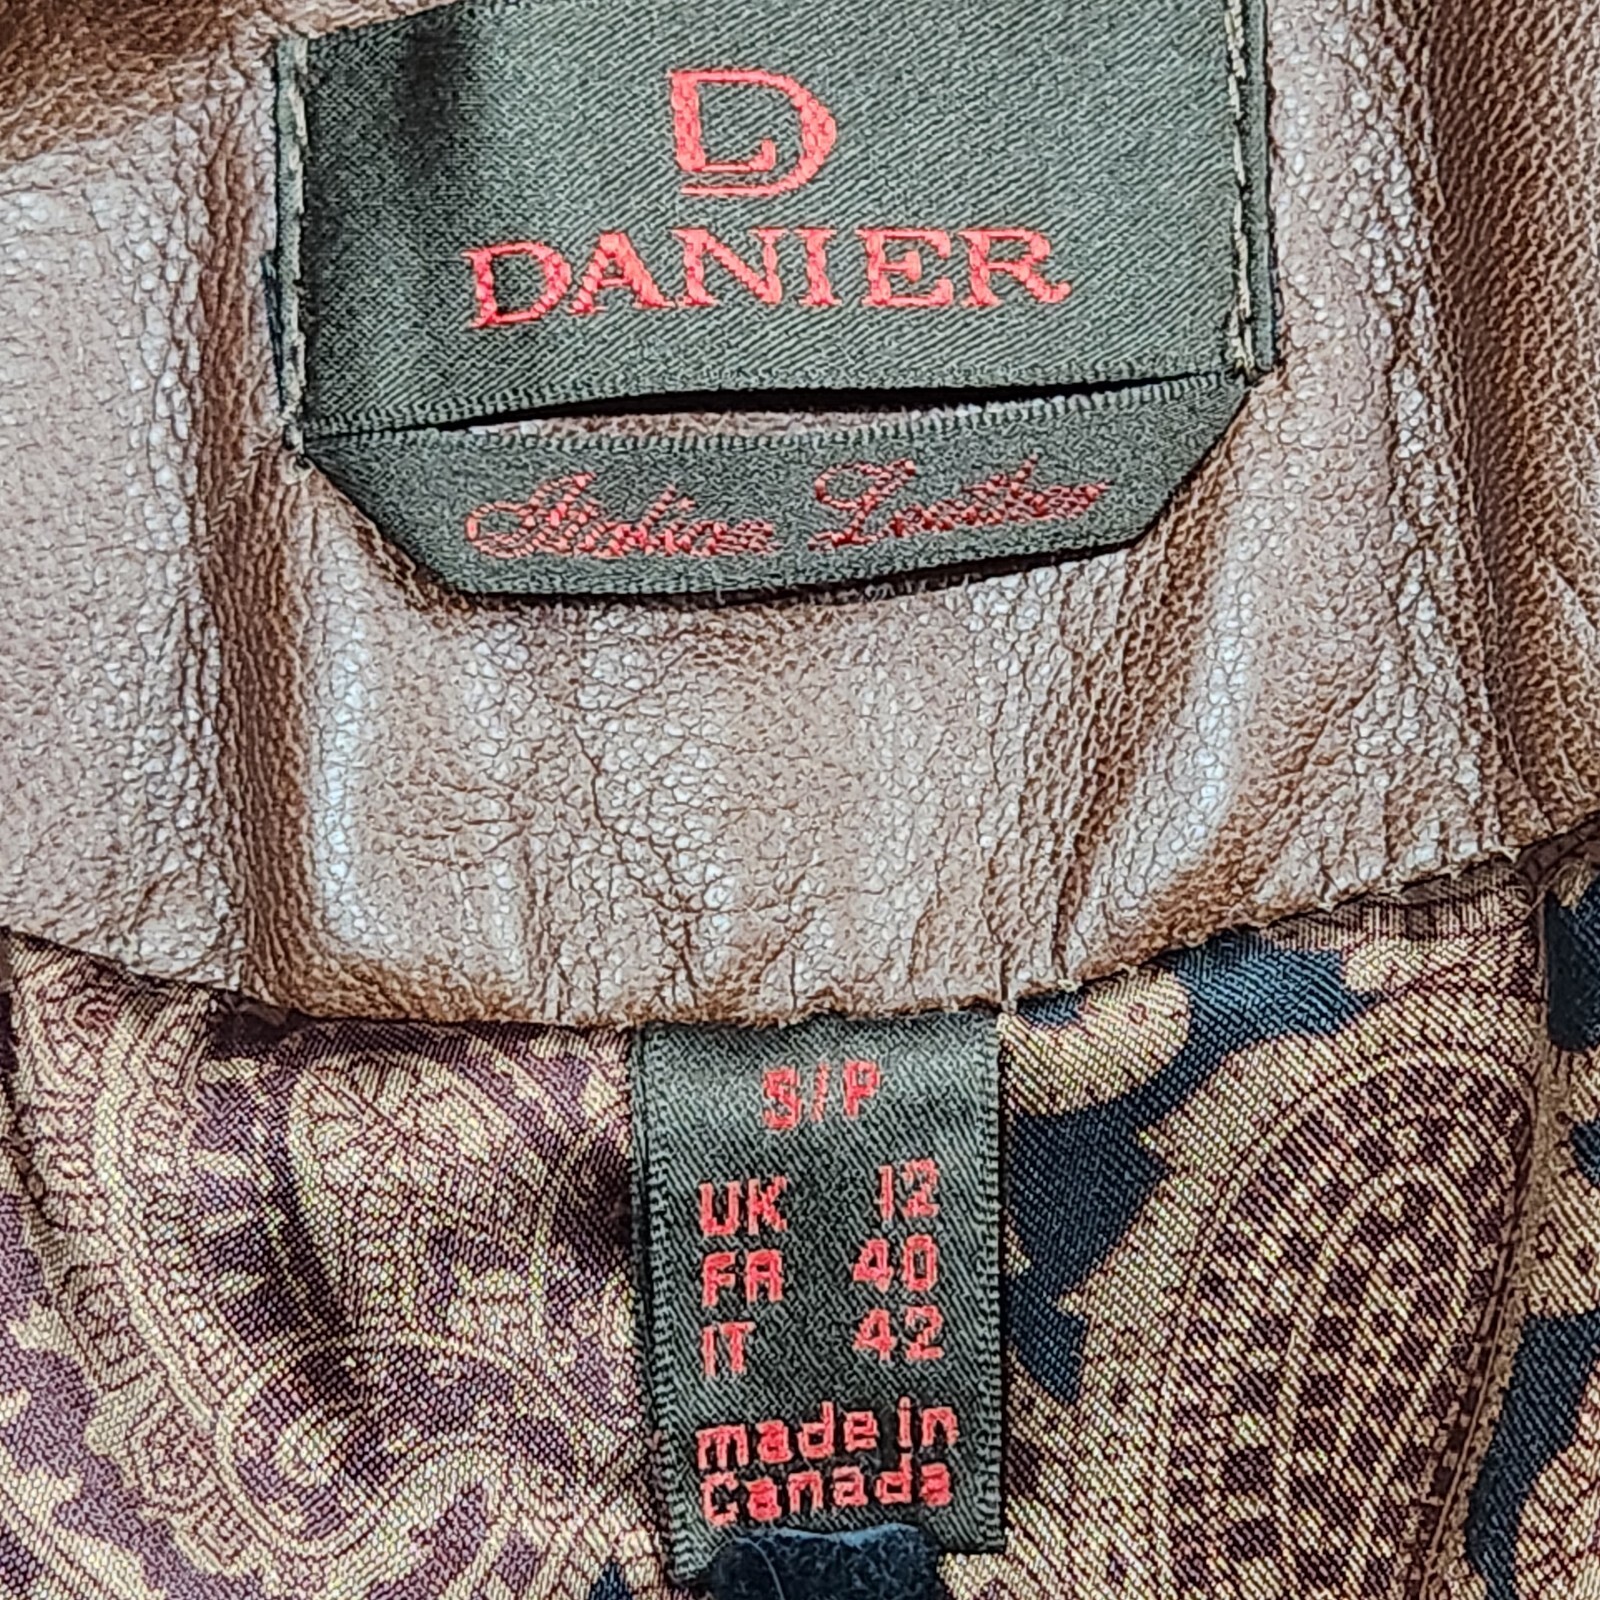 DANIER
Italian Leather
S/P
UK 12
FR 40
IT 42
made in
Canada